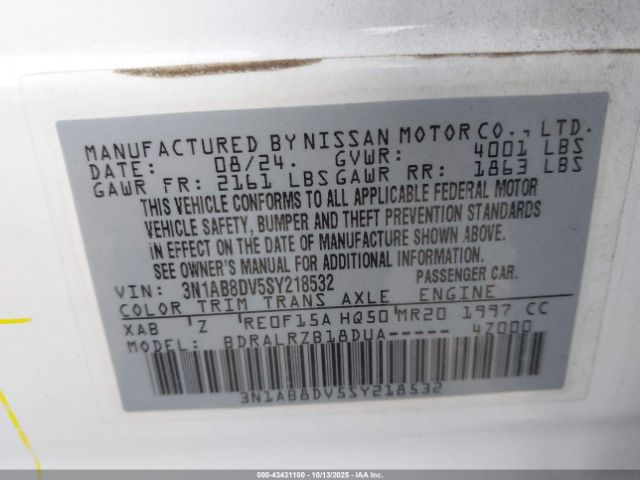 MANUFACTURED BY NISSAN MOTOR CO., LTD.
DATE: 08/24. GVWR: 4001 LBS
GAWR FR: 2161 LBS GAWR RR: 1863 LBS
THIS VEHICLE CONFORMS TO ALL APPLICABLE FEDERAL MOTOR
VEHICLE SAFETY, BUMPER AND THEFT PREVENTION STANDARDS
IN EFFECT ON THE DATE OF MANUFACTURE SHOWN ABOVE.
SEE OWNER'S MANUAL FOR ADDITIONAL INFORMATION.
VIN: 3N1AB8DV5SY218532 PASSENGER CAR.
COLOR TRIM TRANS AXLE ENGINE
XAB Z RE0F15A HQ50 MR20 1997 CC
MODEL: BDRALRZB18DUA----- 4Z000
3N1AB8DV5SY218532
000-43431100 - 10/13/2025 - IAA, Inc.